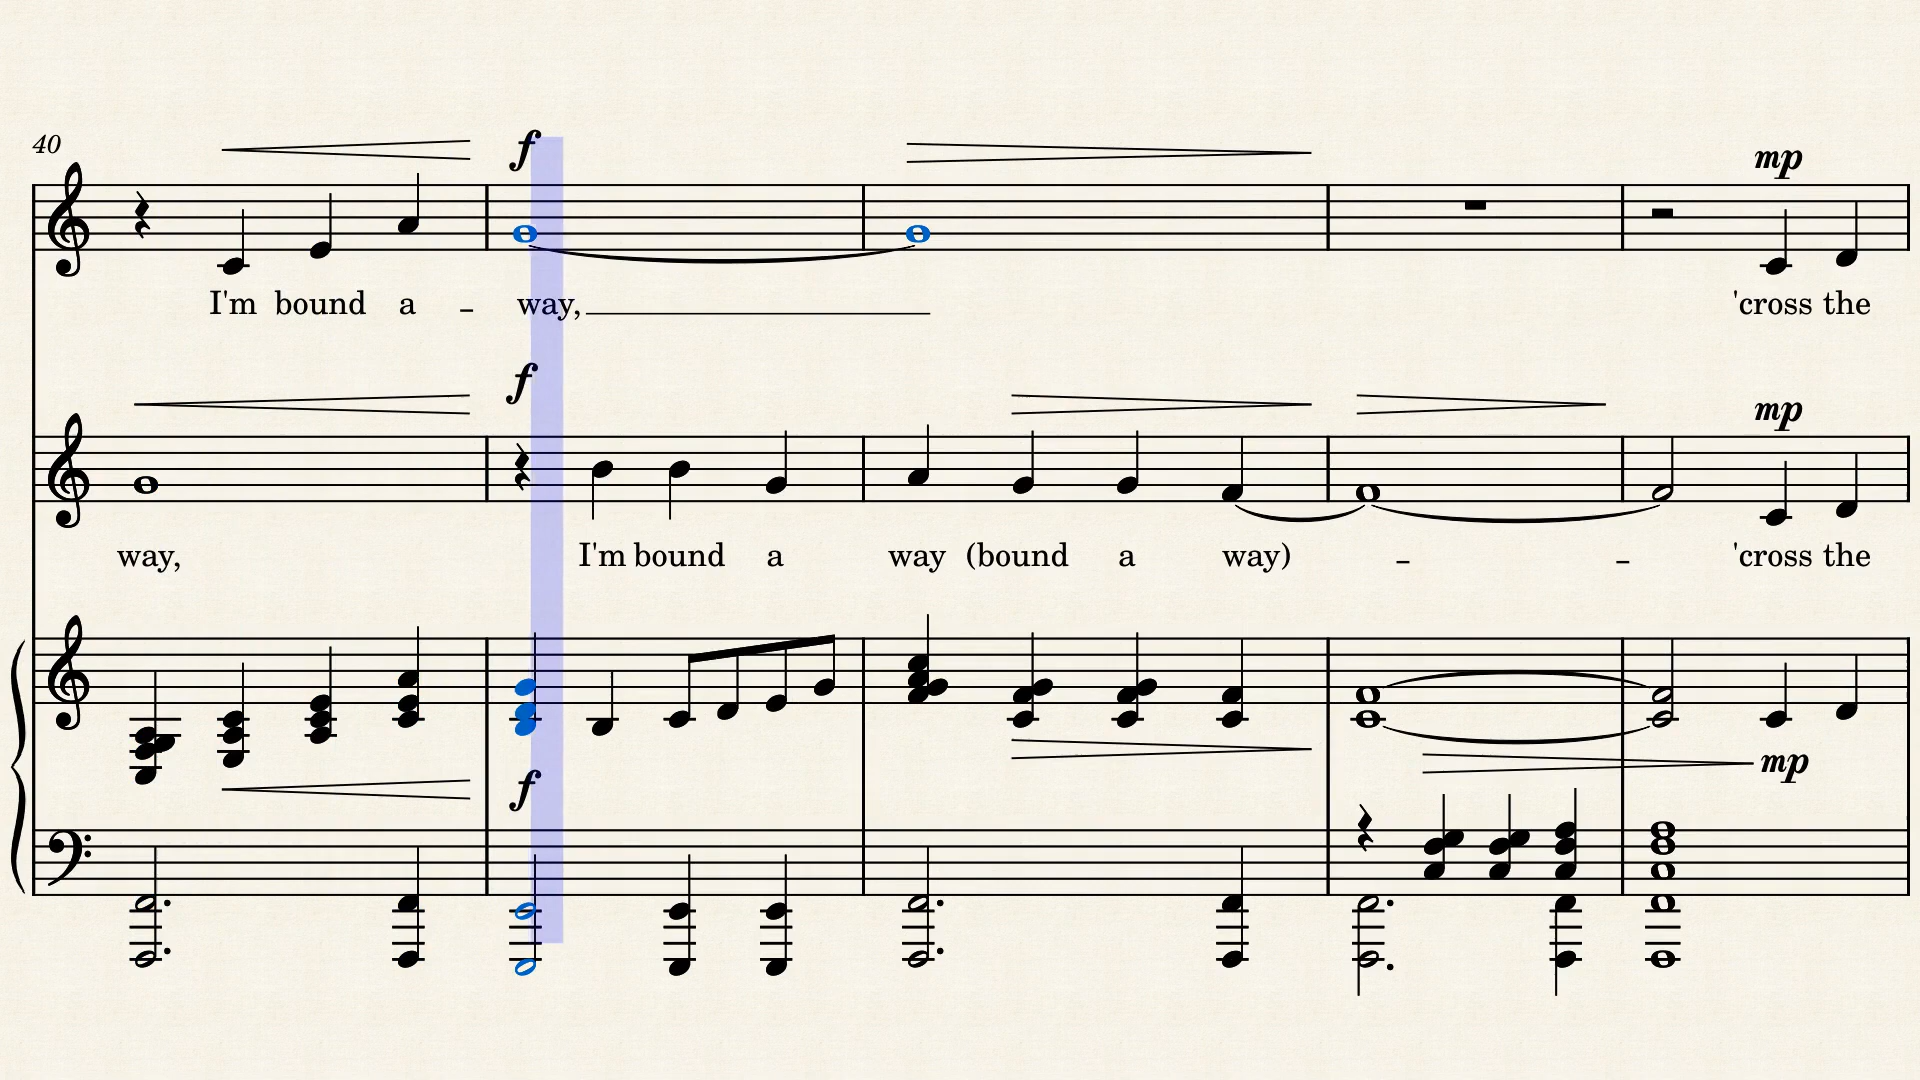 40
f
mp
I'm bound a - way, 'cross the
f
mp
way, I'm bound a way (bound a way) - - 'cross the
f
mp